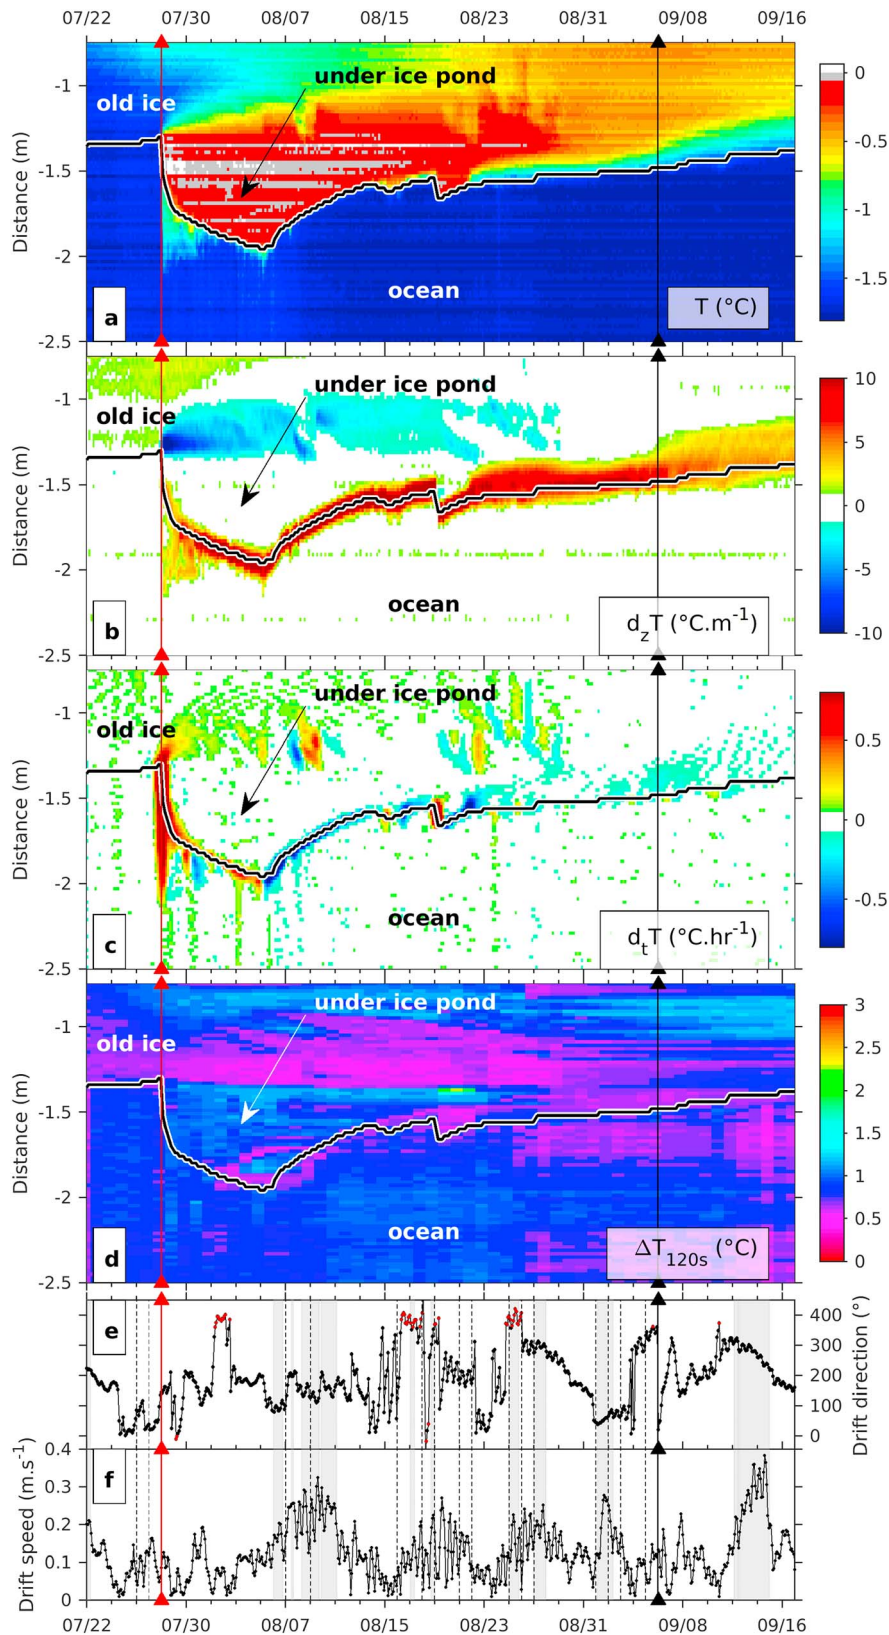 07/22 07/30 08/07 08/15 08/23 08/31 09/08 09/16
-1
-1.5
-2
-2.5
Distance (m)
old ice
under ice pond
ocean
a
T (°C)
0
-0.5
-1
-1.5
-1
-1.5
-2
-2.5
Distance (m)
old ice
under ice pond
ocean
b
dzT (°C.m-1)
10
5
0
-5
-10
-1
-1.5
-2
-2.5
Distance (m)
old ice
under ice pond
ocean
c
dtT (°C.hr-1)
0.5
0
-0.5
-1
-1.5
-2
-2.5
Distance (m)
old ice
under ice pond
ocean
d
ΔT120s (°C)
3
2.5
2
1.5
1
0.5
0
e
400
300
200
100
0
Drift direction (°)
f
0.4
0.3
0.2
0.1
0
Drift speed (m.s-1)
07/22 07/30 08/07 08/15 08/23 08/31 09/08 09/16